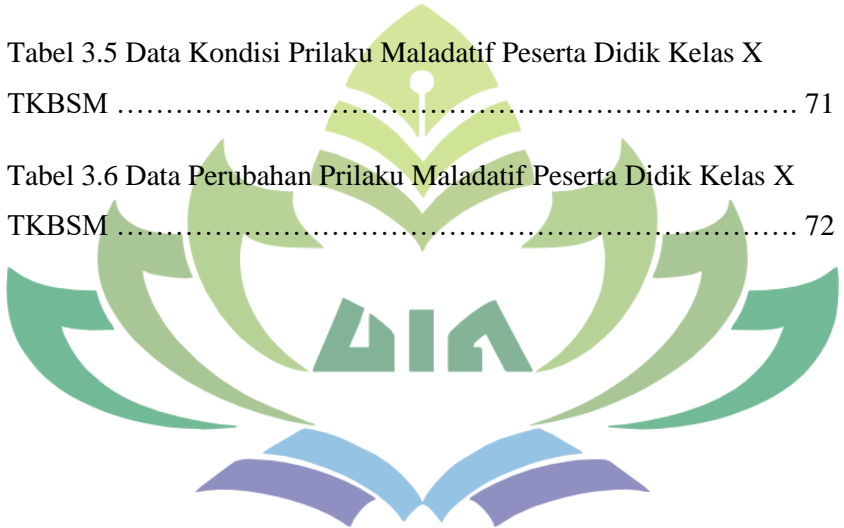 Tabel 3.5 Data Kondisi Prilaku Maladatif Peserta Didik Kelas X
TKBSM …………………………………………………………………. 71
Tabel 3.6 Data Perubahan Prilaku Maladatif Peserta Didik Kelas X
TKBSM …………………………………………………………………. 72
UIN